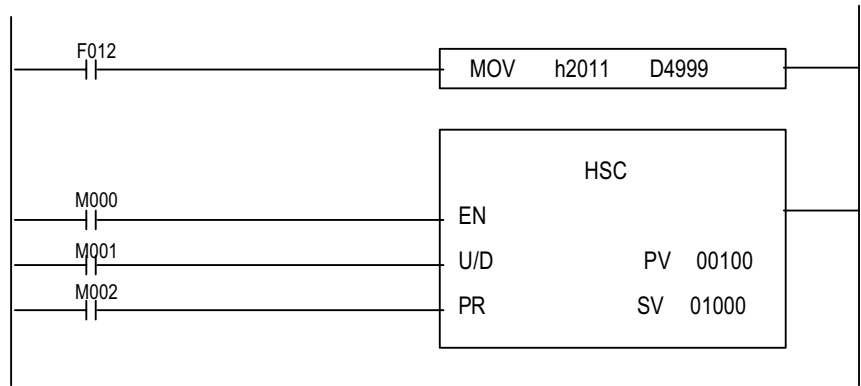 F012
MOV h2011 D4999
HSC
M000
EN
M001
U/D PV 00100
M002
PR SV 01000